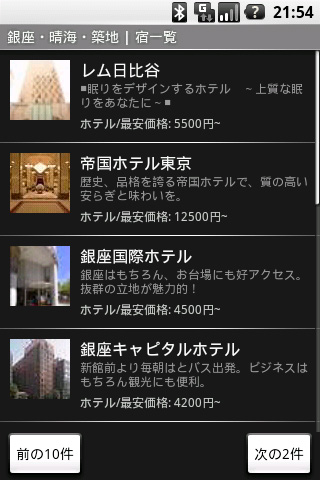 21:54
銀座・晴海・築地 | 宿一覧
レム日比谷
■眠りをデザインするホテル ～上質な眠
りをあなたに～■
ホテル/最安価格: 5500円~
帝国ホテル東京
歴史、品格を誇る帝国ホテルで、質の高い
安らぎと味わいを。
ホテル/最安価格: 12500円~
銀座国際ホテル
銀座はもちろん、お台場にも好アクセス。
抜群の立地が魅力的！
ホテル/最安価格: 4500円~
銀座キャピタルホテル
新館前より毎朝はとバス出発。ビジネスは
もちろん観光にも便利。
ホテル/最安価格: 4200円~
前の10件
次の2件